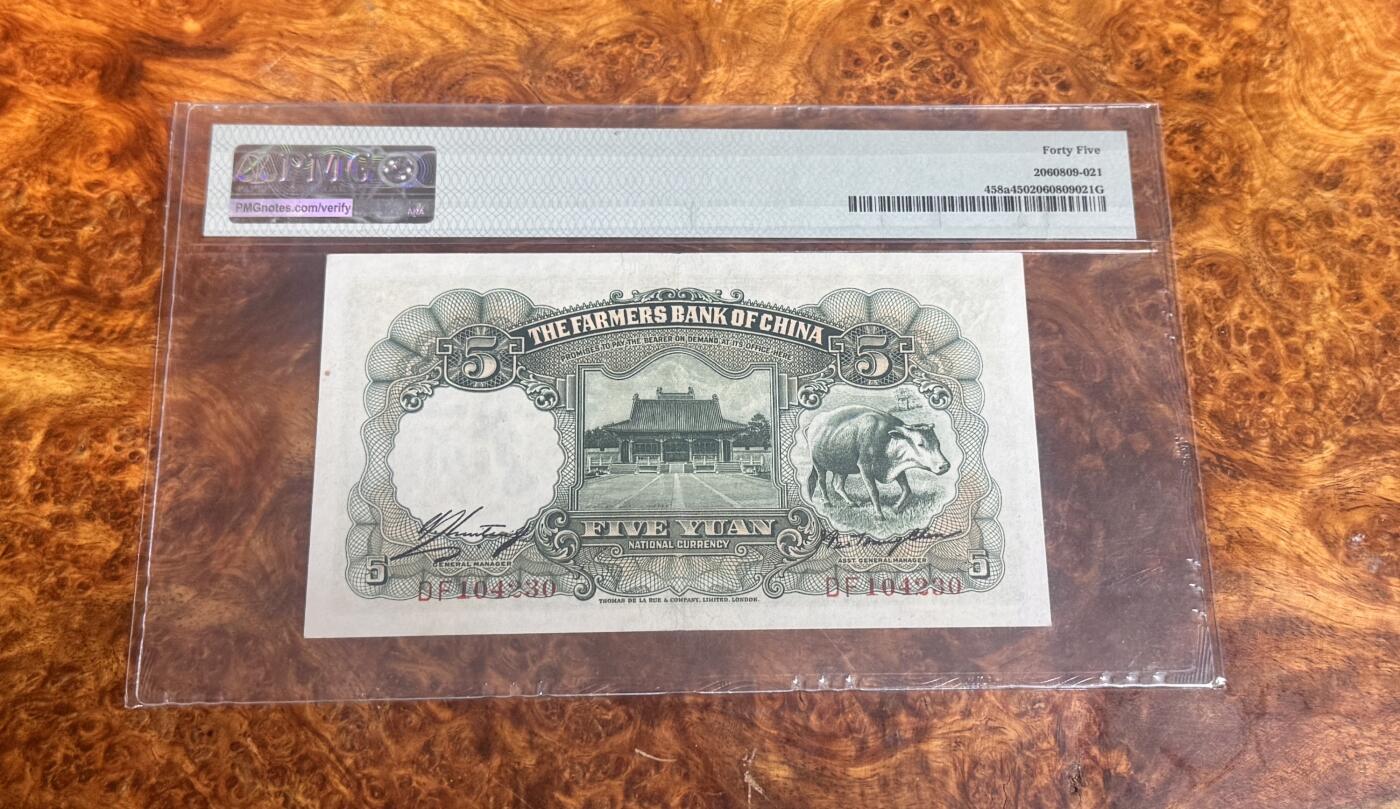 PMG
PMGnotes.com/verify
Forty Five
2060809-021
458a4502060809021G
THE FARMERS BANK OF CHINA
PROMISES TO PAY THE BEARER ON DEMAND AT ITS OFFICE HERE
5
5
FIVE YUAN
NATIONAL CURRENCY
GENERAL MANAGER
ASST. GENERAL MANAGER
5
5
DF104230
DF104230
THOMAS DE LA RUE & COMPANY, LIMITED, LONDON.